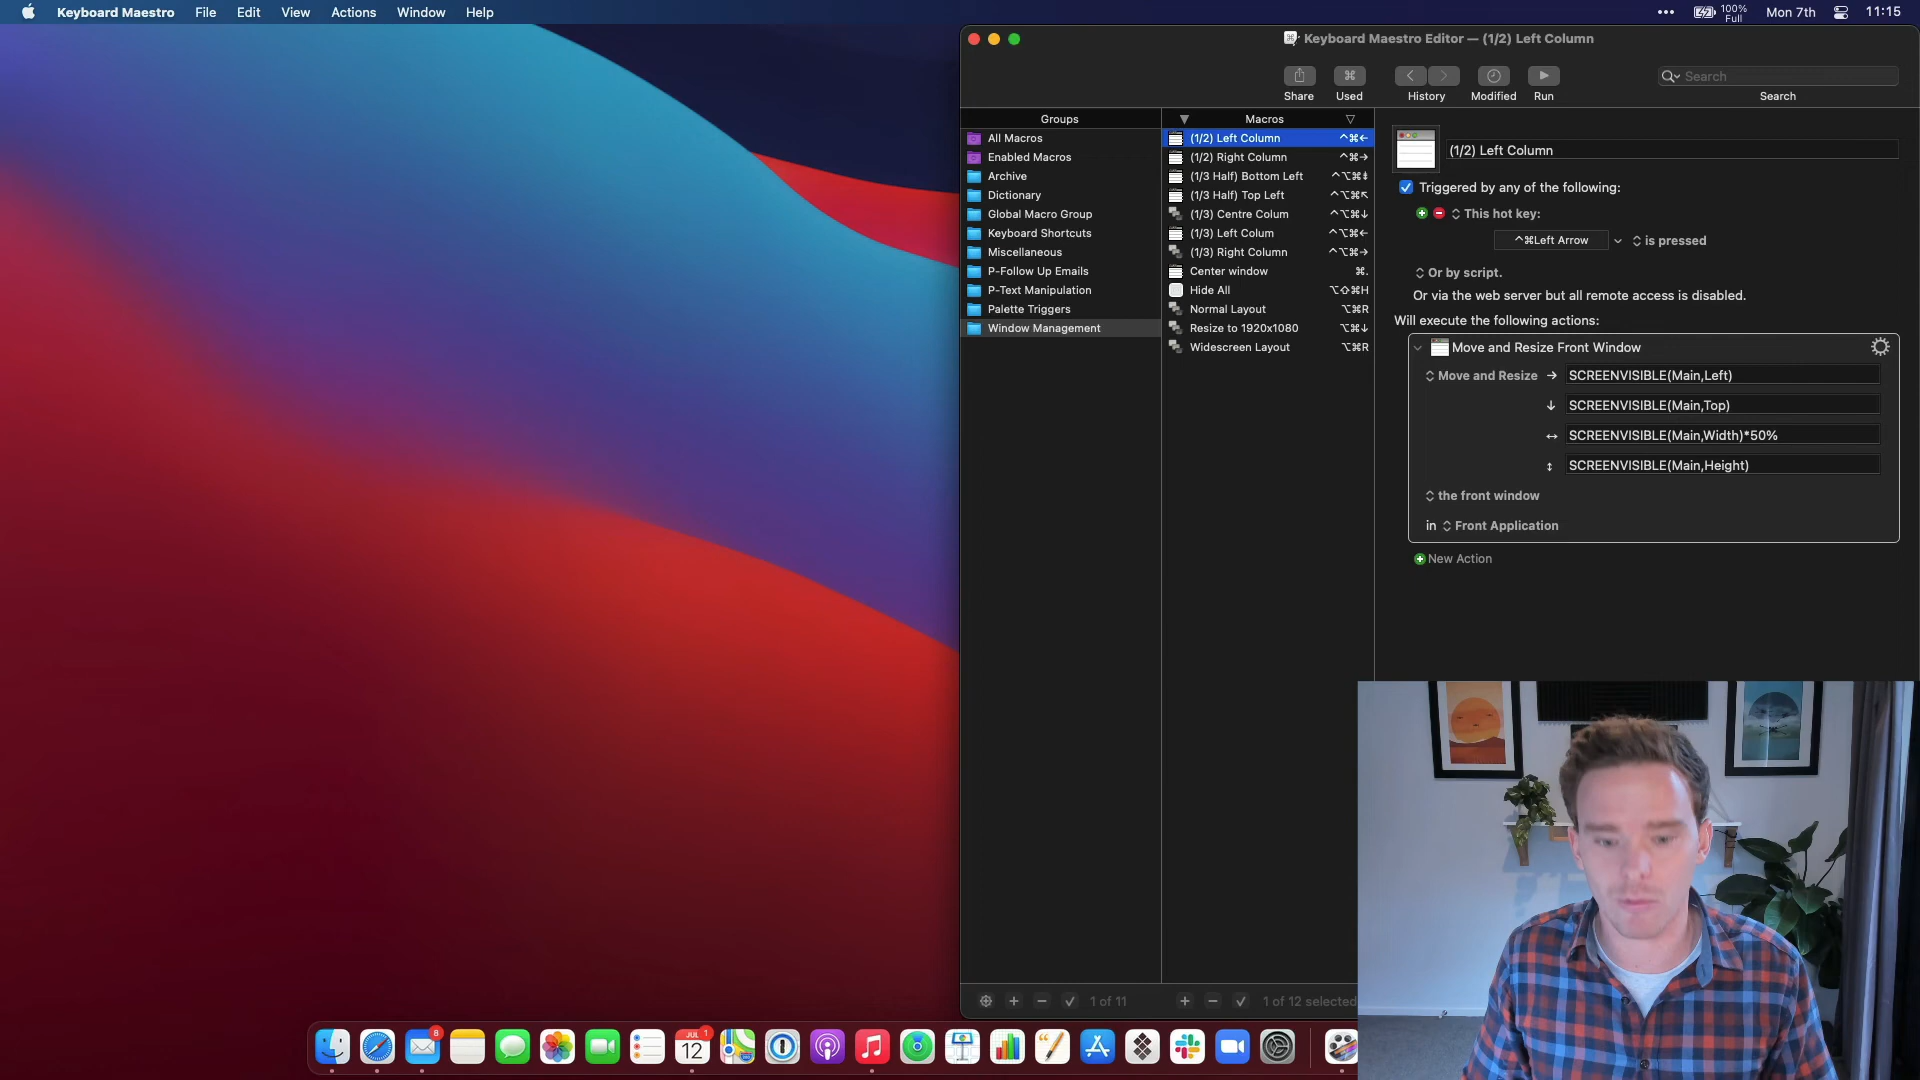 Keyboard Maestro File Edit View Actions Window Help
100% Full Mon 7th 11:15
Keyboard Maestro Editor — (1/2) Left Column
Share Used History Modified Run Search
Search
Groups
All Macros
Enabled Macros
Archive
Dictionary
Global Macro Group
Keyboard Shortcuts
Miscellaneous
P-Follow Up Emails
P-Text Manipulation
Palette Triggers
Window Management
Macros
(1/2) Left Column ^⌘←
(1/2) Right Column ^⌘→
(1/3 Half) Bottom Left ^⌥⌘⇟
(1/3 Half) Top Left ^⌥⌘↖
(1/3) Centre Colum ^⌥⌘↓
(1/3) Left Colum ^⌥⌘←
(1/3) Right Column ^⌥⌘→
Center window ⌘.
Hide All ⌥⇧⌘H
Normal Layout ⌥⌘R
Resize to 1920x1080 ⌥⌘↓
Widescreen Layout ⌥⌘R
(1/2) Left Column
Triggered by any of the following:
This hot key:
^⌘Left Arrow is pressed
Or by script.
Or via the web server but all remote access is disabled.
Will execute the following actions:
Move and Resize Front Window
Move and Resize → SCREENVISIBLE(Main,Left)
↓ SCREENVISIBLE(Main,Top)
↔ SCREENVISIBLE(Main,Width)*50%
↕ SCREENVISIBLE(Main,Height)
the front window
in Front Application
New Action
1 of 11
1 of 12 selected
8
JUL 1
12